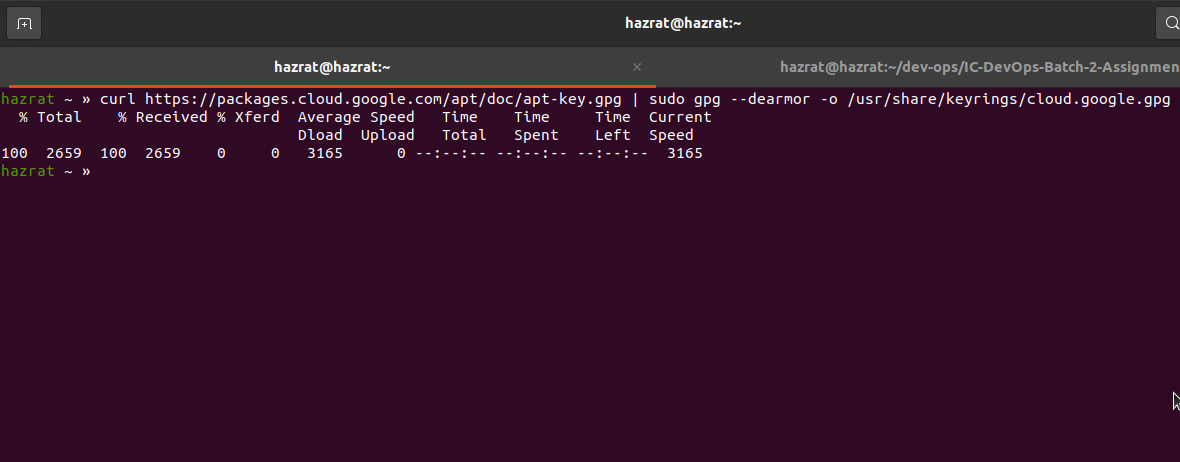 hazrat@hazrat:~
hazrat@hazrat:~ ×
hazrat@hazrat:~/dev-ops/IC-DevOps-Batch-2-Assignmen
hazrat ~ » curl https://packages.cloud.google.com/apt/doc/apt-key.gpg | sudo gpg --dearmor -o /usr/share/keyrings/cloud.google.gpg
  % Total    % Received % Xferd  Average Speed   Time    Time     Time  Current
                                 Dload  Upload   Total   Spent    Left  Speed
100  2659  100  2659    0     0   3165      0 --:--:-- --:--:-- --:--:--  3165
hazrat ~ »